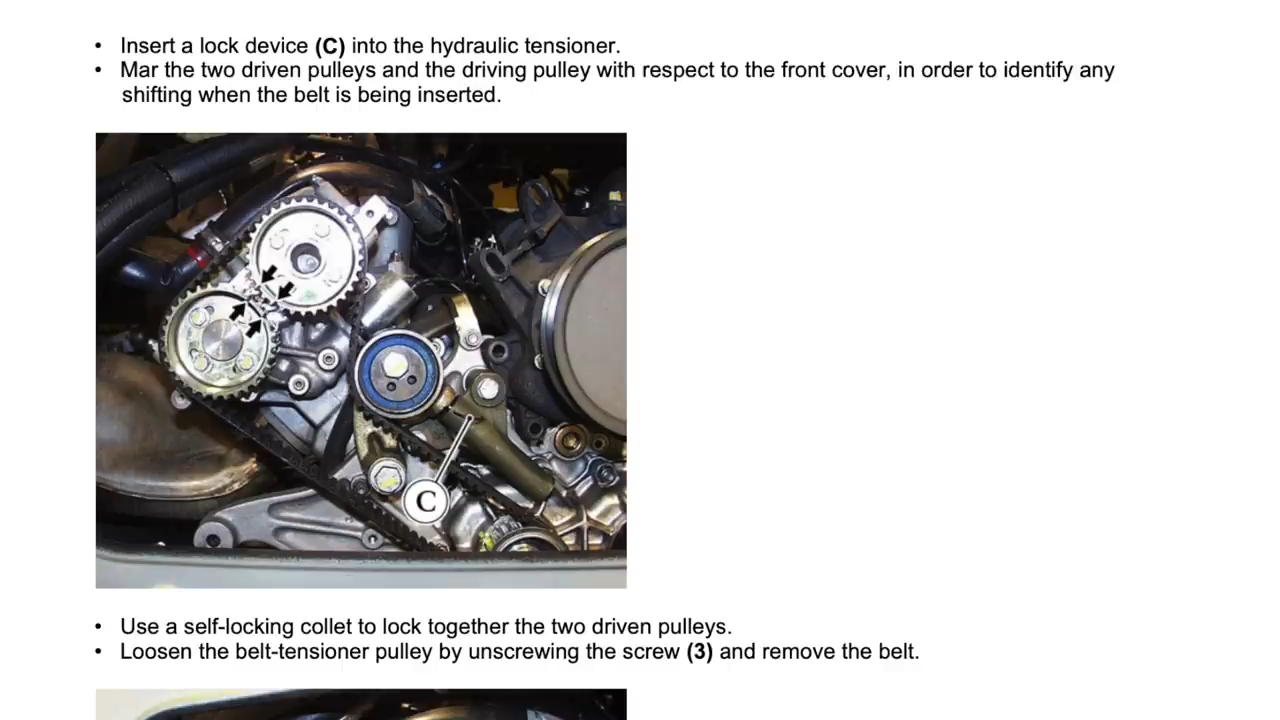 • Insert a lock device (C) into the hydraulic tensioner.
• Mar the two driven pulleys and the driving pulley with respect to the front cover, in order to identify any
shifting when the belt is being inserted.
C
• Use a self-locking collet to lock together the two driven pulleys.
• Loosen the belt-tensioner pulley by unscrewing the screw (3) and remove the belt.